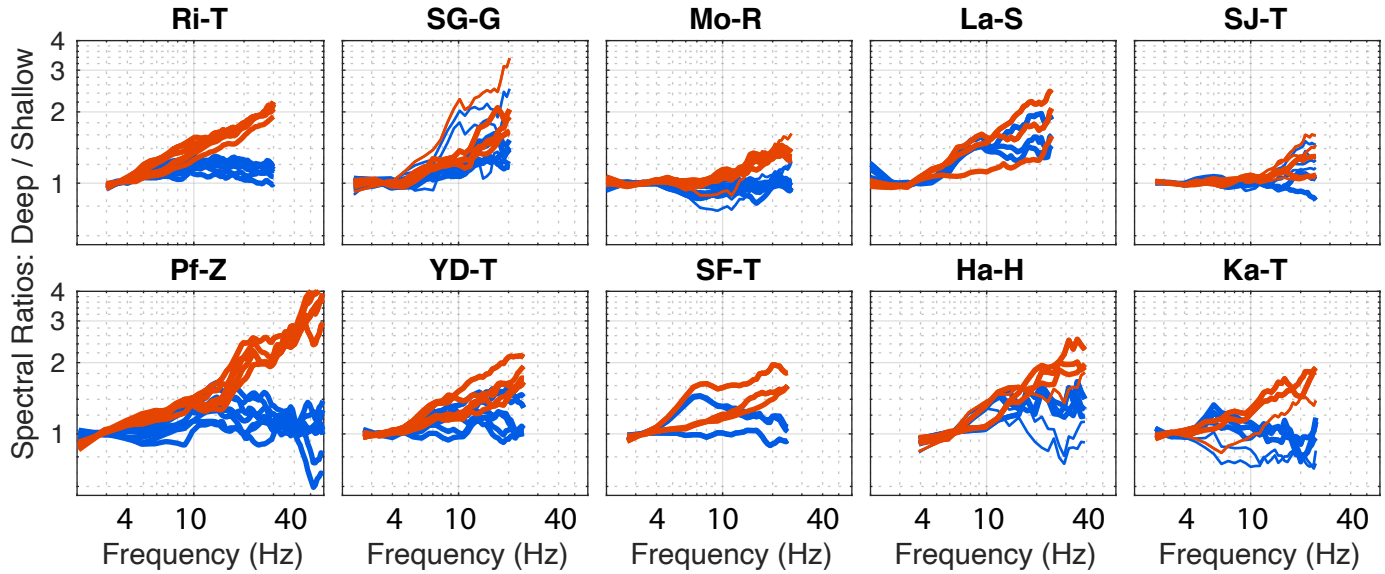 Ri-T SG-G Mo-R La-S SJ-T
4
3
2
1
Pf-Z YD-T SF-T Ha-H Ka-T
4
3
2
1
4 10 40 4 10 40 4 10 40 4 10 40 4 10 40
Frequency (Hz) Frequency (Hz) Frequency (Hz) Frequency (Hz) Frequency (Hz)
Spectral Ratios: Deep / Shallow